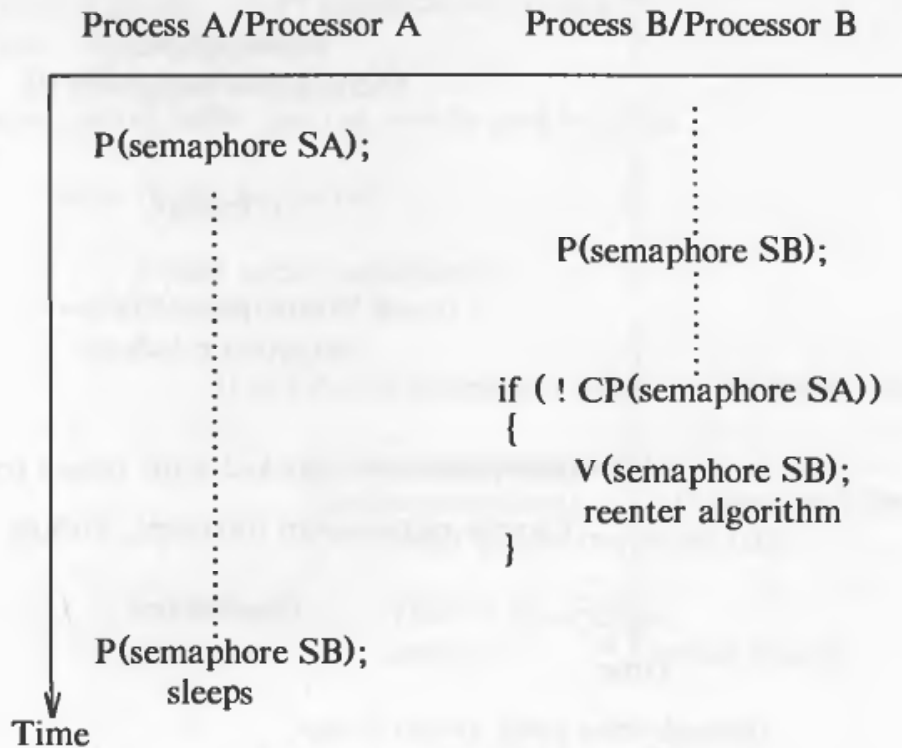 Process A/Processor A Process B/Processor B
P(semaphore SA);
P(semaphore SB);
if (! CP(semaphore SA))
{
V(semaphore SB);
reenter algorithm
}
P(semaphore SB);
sleeps
Time